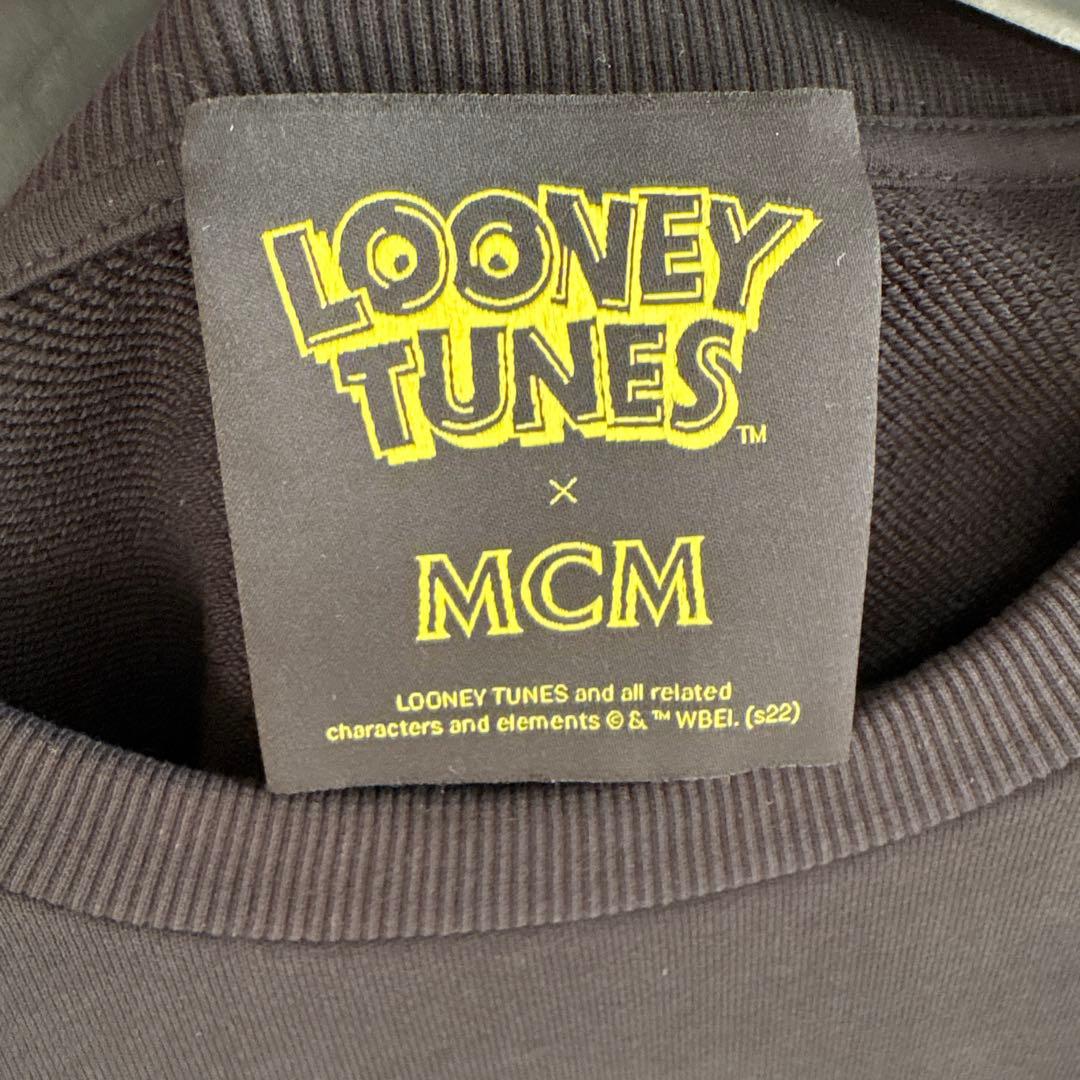 LOONEY
TUNES™
×
MCM
LOONEY TUNES and all related
characters and elements © & ™ WBEI. (s22)